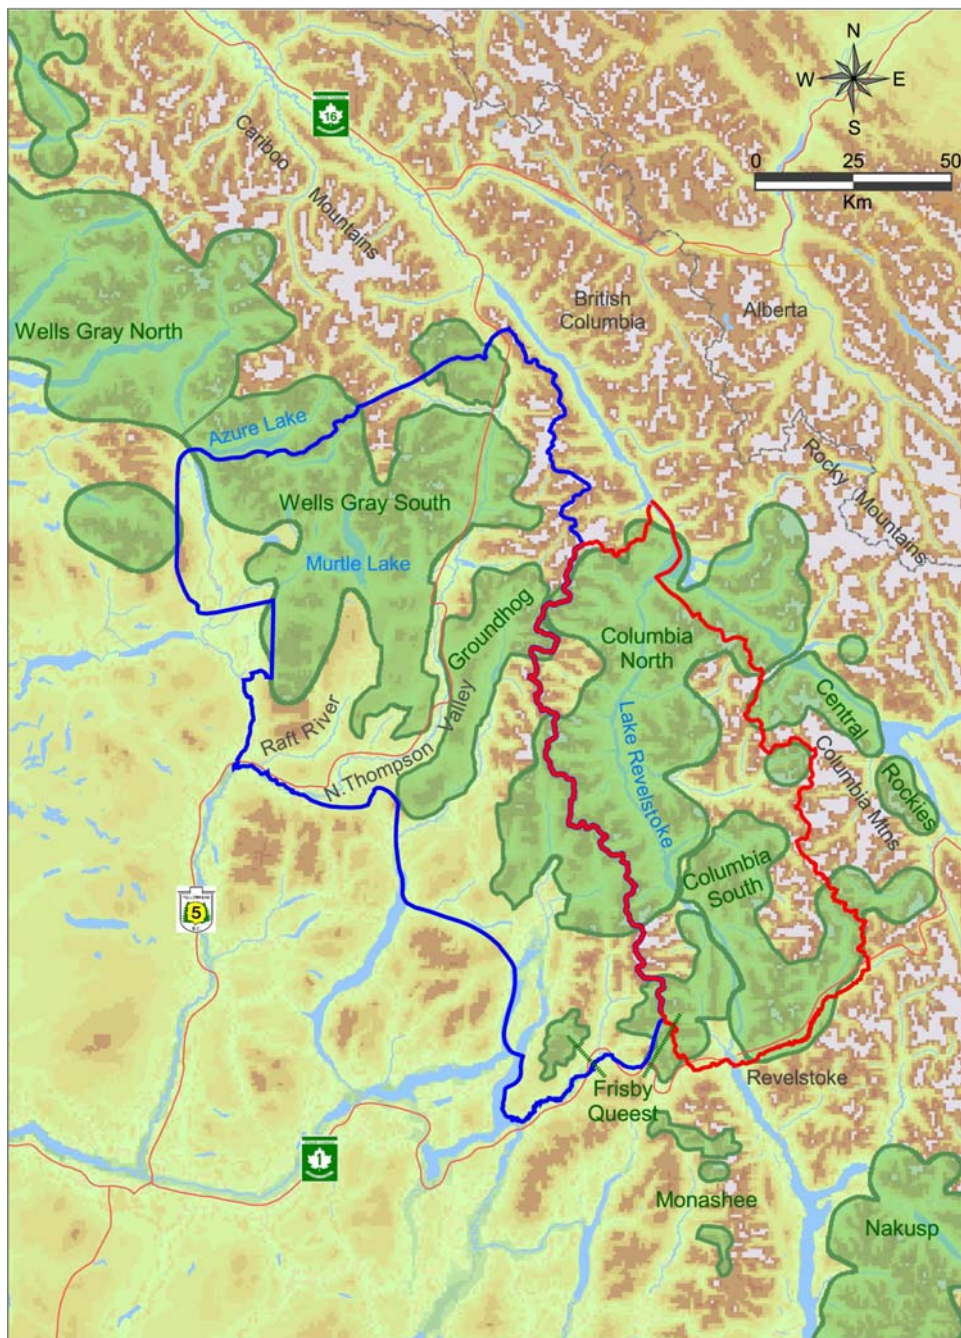 N
W E
S
0 25 50
Km
16
Cariboo
Mountains
British
Columbia
Alberta
Wells Gray North
Azure Lake
Rocky Mountains
Wells Gray South
Murtle Lake
Groundhog
Columbia
North
Raft River
N.Thompson Valley
Lake Revelstoke
Central
Columbia Mtns
Rockies
Columbia
South
5
Frisby
Queest
Revelstoke
1
Monashee
Nakusp